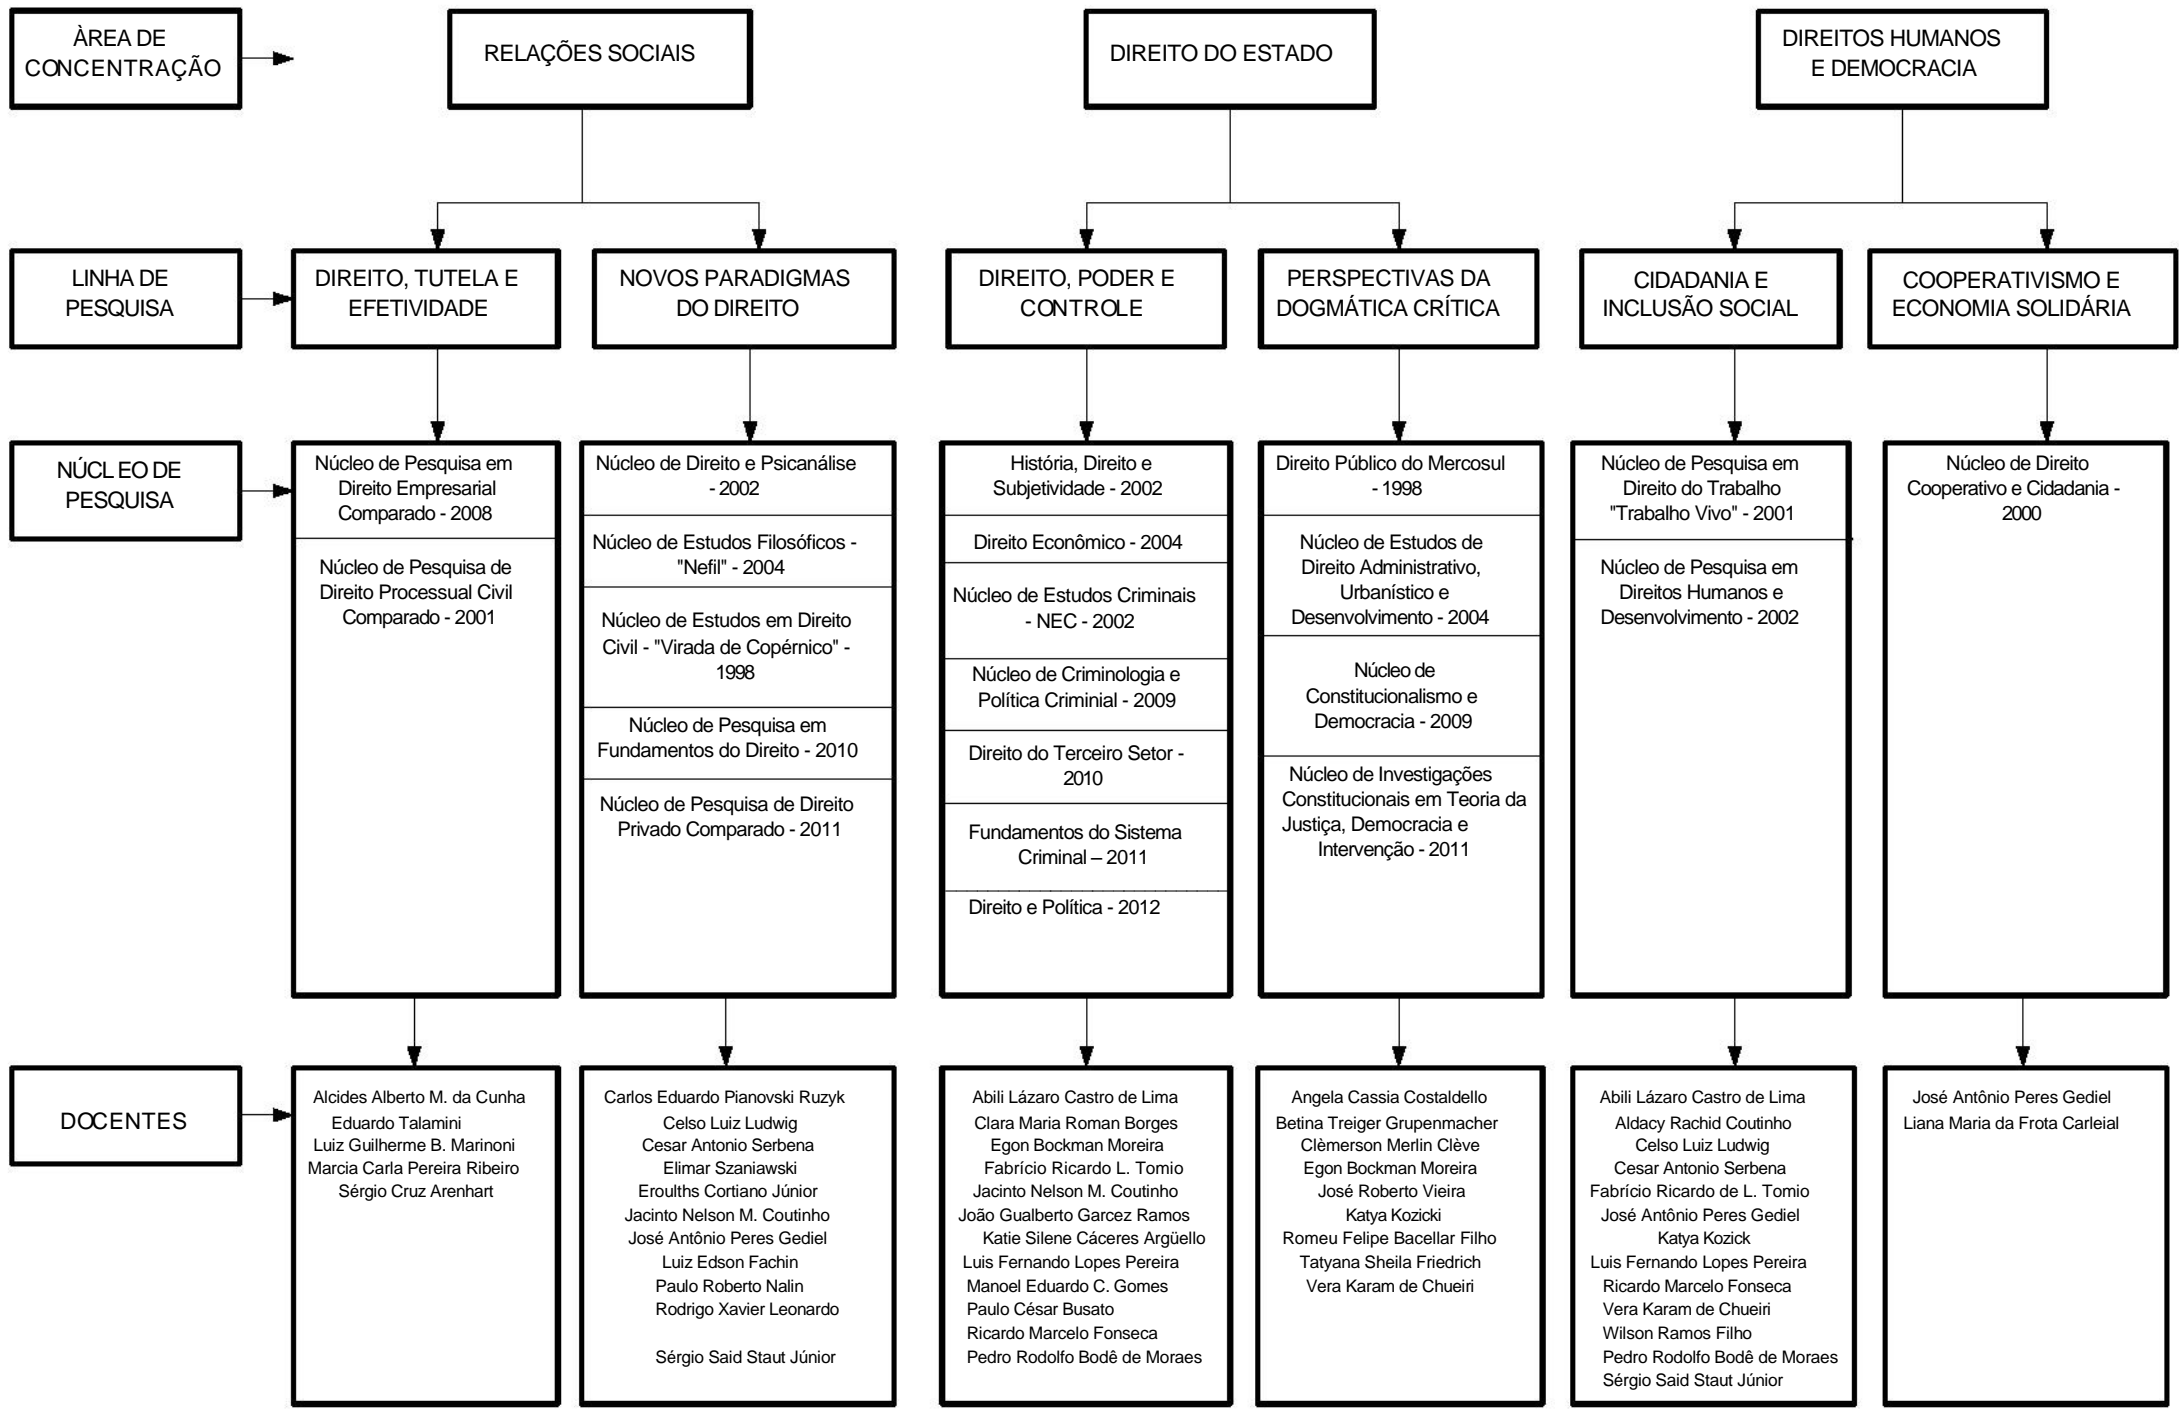 ÀREA DE
CONCENTRAÇÃO
RELAÇÕES SOCIAIS
DIREITO DO ESTADO
DIREITOS HUMANOS
E DEMOCRACIA
LINHA DE
PESQUISA
DIREITO, TUTELA E
EFETIVIDADE
NOVOS PARADIGMAS
DO DIREITO
DIREITO, PODER E
CONTROLE
PERSPECTIVAS DA
DOGMÁTICA CRÍTICA
CIDADANIA E
INCLUSÃO SOCIAL
COOPERATIVISMO E
ECONOMIA SOLIDÁRIA
NÚCLEO DE
PESQUISA
Núcleo de Pesquisa em
Direito Empresarial
Comparado - 2008
Núcleo de Pesquisa de
Direito Processual Civil
Comparado - 2001
Núcleo de Direito e Psicanálise
- 2002
Núcleo de Estudos Filosóficos -
"Nefil" - 2004
Núcleo de Estudos em Direito
Civil - "Virada de Copérnico" -
1998
Núcleo de Pesquisa em
Fundamentos do Direito - 2010
Núcleo de Pesquisa de Direito
Privado Comparado - 2011
História, Direito e
Subjetividade - 2002
Direito Econômico - 2004
Núcleo de Estudos Criminais
- NEC - 2002
Núcleo de Criminologia e
Política Criminial - 2009
Direito do Terceiro Setor -
2010
Fundamentos do Sistema
Criminal – 2011
Direito e Política - 2012
Direito Público do Mercosul
- 1998
Núcleo de Estudos de
Direito Administrativo,
Urbanístico e
Desenvolvimento - 2004
Núcleo de
Constitucionalismo e
Democracia - 2009
Núcleo de Investigações
Constitucionais em Teoria da
Justiça, Democracia e
Intervenção - 2011
Núcleo de Pesquisa em
Direito do Trabalho
"Trabalho Vivo" - 2001
Núcleo de Pesquisa em
Direitos Humanos e
Desenvolvimento - 2002
Núcleo de Direito
Cooperativo e Cidadania -
2000
DOCENTES
Alcides Alberto M. da Cunha
Eduardo Talamini
Luiz Guilherme B. Marinoni
Marcia Carla Pereira Ribeiro
Sérgio Cruz Arenhart
Carlos Eduardo Pianovski Ruzyk
Celso Luiz Ludwig
Cesar Antonio Serbena
Elimar Szaniawski
Eroulths Cortiano Júnior
Jacinto Nelson M. Coutinho
José Antônio Peres Gediel
Luiz Edson Fachin
Paulo Roberto Nalin
Rodrigo Xavier Leonardo
Sérgio Said Staut Júnior
Abili Lázaro Castro de Lima
Clara Maria Roman Borges
Egon Bockman Moreira
Fabrício Ricardo L. Tomio
Jacinto Nelson M. Coutinho
João Gualberto Garcez Ramos
Katie Silene Cáceres Argüello
Luis Fernando Lopes Pereira
Manoel Eduardo C. Gomes
Paulo César Busato
Ricardo Marcelo Fonseca
Pedro Rodolfo Bodê de Moraes
Angela Cassia Costaldello
Betina Treiger Grupenmacher
Clèmerson Merlin Clève
Egon Bockman Moreira
José Roberto Vieira
Katya Kozicki
Romeu Felipe Bacellar Filho
Tatyana Sheila Friedrich
Vera Karam de Chueiri
Abili Lázaro Castro de Lima
Aldacy Rachid Coutinho
Celso Luiz Ludwig
Cesar Antonio Serbena
Fabrício Ricardo de L. Tomio
José Antônio Peres Gediel
Katya Kozick
Luis Fernando Lopes Pereira
Ricardo Marcelo Fonseca
Vera Karam de Chueiri
Wilson Ramos Filho
Pedro Rodolfo Bodê de Moraes
Sérgio Said Staut Júnior
José Antônio Peres Gediel
Liana Maria da Frota Carleial